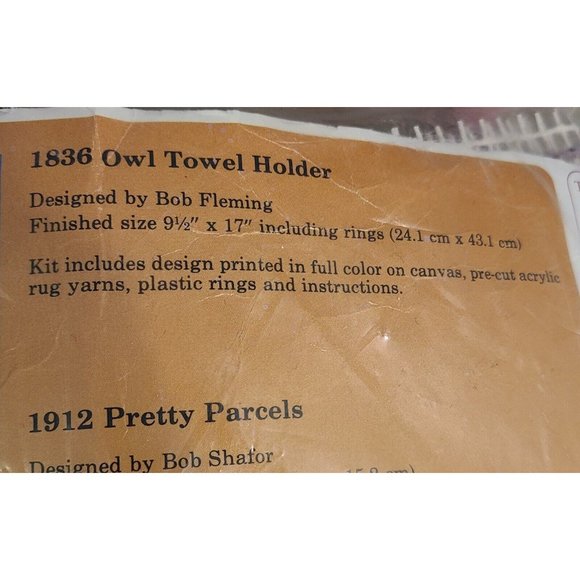 1836 Owl Towel Holder
Designed by Bob Fleming
Finished size 9½″ x 17″ including rings (24.1 cm x 43.1 cm)
Kit includes design printed in full color on canvas, pre-cut acrylic
rug yarns, plastic rings and instructions.
1912 Pretty Parcels
Designed by Bob Shafor